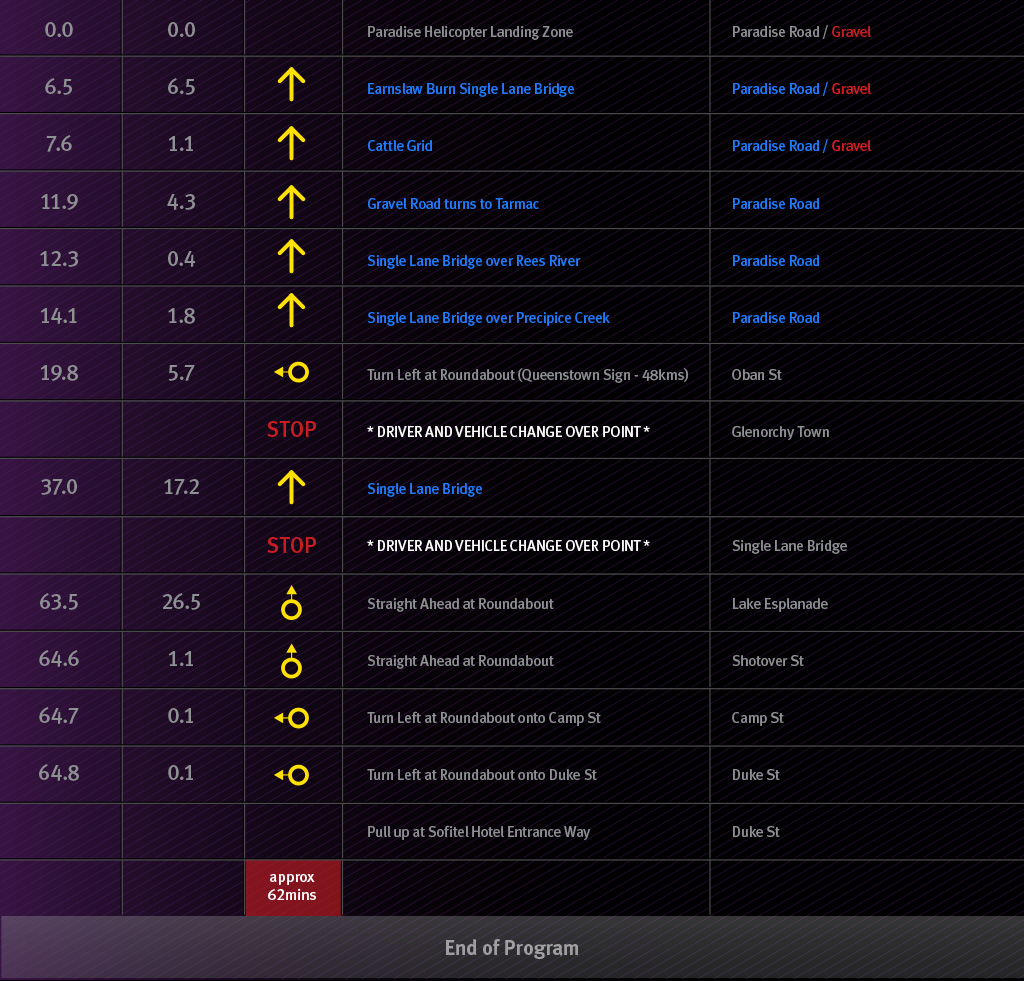 0.0 0.0 Paradise Helicopter Landing Zone Paradise Road / Gravel
6.5 6.5 Earnslaw Burn Single Lane Bridge Paradise Road / Gravel
7.6 1.1 Cattle Grid Paradise Road / Gravel
11.9 4.3 Gravel Road turns to Tarmac Paradise Road
12.3 0.4 Single Lane Bridge over Rees River Paradise Road
14.1 1.8 Single Lane Bridge over Precipice Creek Paradise Road
19.8 5.7 Turn Left at Roundabout (Queenstown Sign - 48kms) Oban St
STOP * DRIVER AND VEHICLE CHANGE OVER POINT * Glenorchy Town
37.0 17.2 Single Lane Bridge
STOP * DRIVER AND VEHICLE CHANGE OVER POINT * Single Lane Bridge
63.5 26.5 Straight Ahead at Roundabout Lake Esplanade
64.6 1.1 Straight Ahead at Roundabout Shotover St
64.7 0.1 Turn Left at Roundabout onto Camp St Camp St
64.8 0.1 Turn Left at Roundabout onto Duke St Duke St
Pull up at Sofitel Hotel Entrance Way Duke St
approx
62mins
End of Program